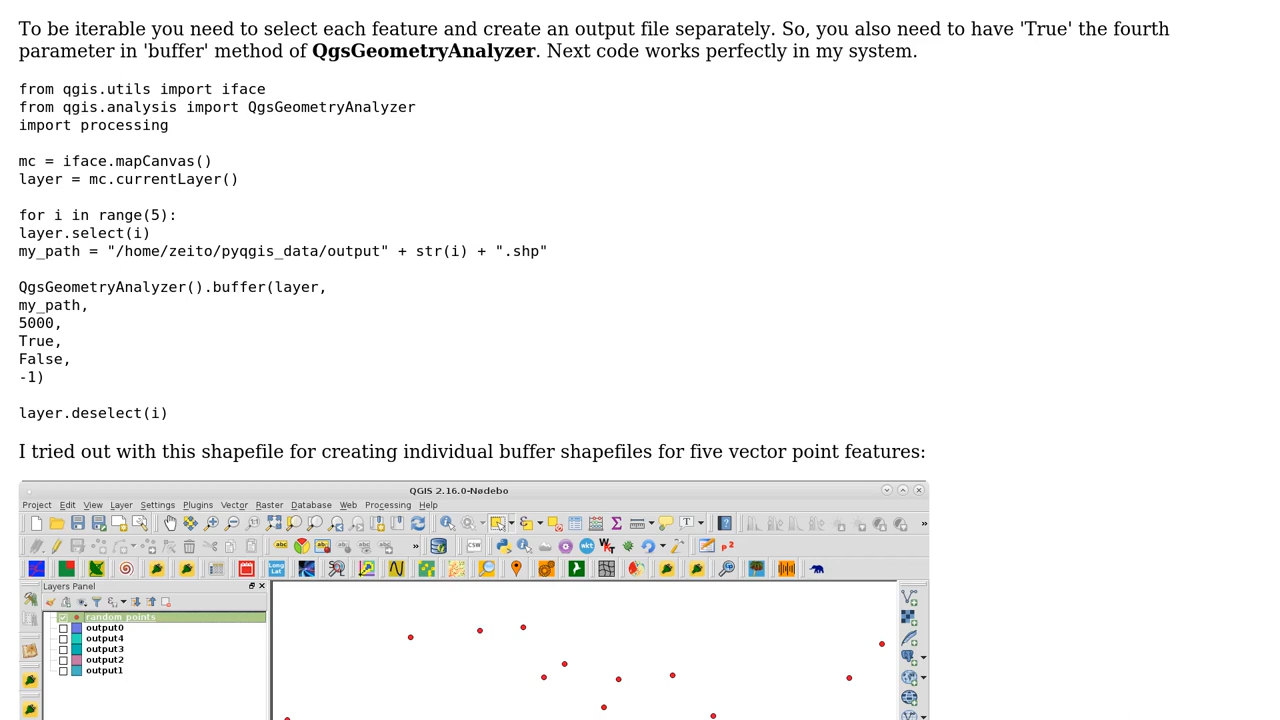 To be iterable you need to select each feature and create an output file separately. So, you also need to have 'True' the fourth
parameter in 'buffer' method of QgsGeometryAnalyzer. Next code works perfectly in my system.
from qgis.utils import iface
from qgis.analysis import QgsGeometryAnalyzer
import processing
mc = iface.mapCanvas()
layer = mc.currentLayer()
for i in range(5):
layer.select(i)
my_path = "/home/zeito/pyqgis_data/output" + str(i) + ".shp"
QgsGeometryAnalyzer().buffer(layer,
my_path,
5000,
True,
False,
-1)
layer.deselect(i)
I tried out with this shapefile for creating individual buffer shapefiles for five vector point features:
QGIS 2.16.0-Nødebo
Project Edit View Layer Settings Plugins Vector Raster Database Web Processing Help
Layers Panel
random_points
output0
output4
output3
output2
output1